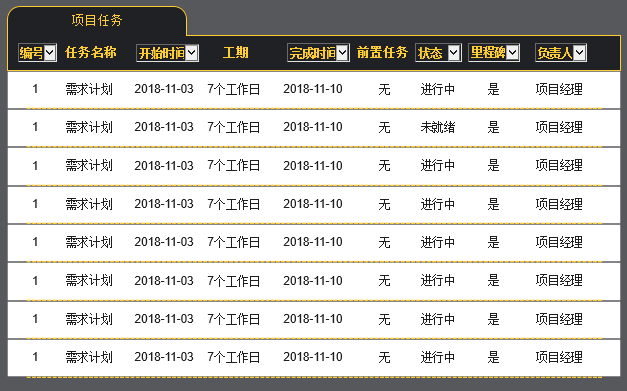 项目任务
编号 任务名称 开始时间 工期 完成时间 前置任务 状态 里程碑 负责人
1 需求计划 2018-11-03 7个工作日 2018-11-10 无 进行中 是 项目经理
1 需求计划 2018-11-03 7个工作日 2018-11-10 无 未就绪 是 项目经理
1 需求计划 2018-11-03 7个工作日 2018-11-10 无 进行中 是 项目经理
1 需求计划 2018-11-03 7个工作日 2018-11-10 无 进行中 是 项目经理
1 需求计划 2018-11-03 7个工作日 2018-11-10 无 进行中 是 项目经理
1 需求计划 2018-11-03 7个工作日 2018-11-10 无 进行中 是 项目经理
1 需求计划 2018-11-03 7个工作日 2018-11-10 无 进行中 是 项目经理
1 需求计划 2018-11-03 7个工作日 2018-11-10 无 进行中 是 项目经理